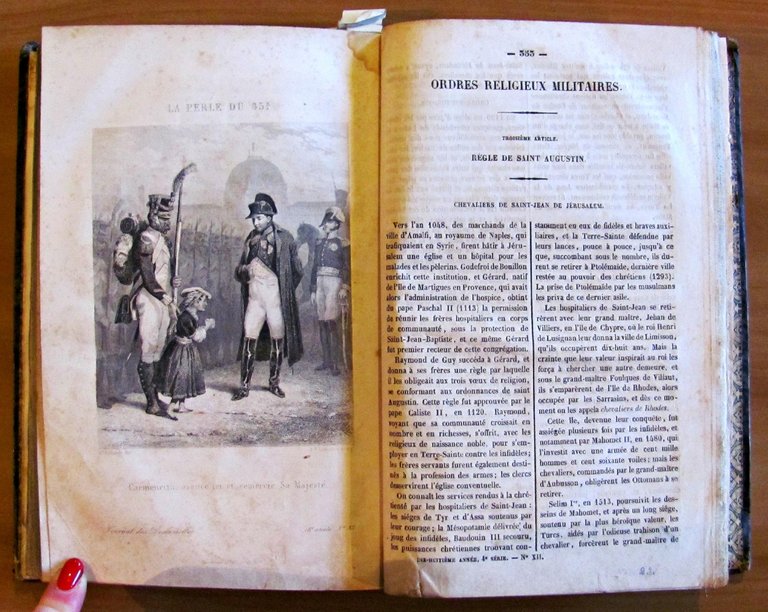 LA PERLE DU 45e
Carmencita, avance ici et remercie Sa Majesté.
Journal des Demoiselles
— 353 —
ORDRES RELIGIEUX MILITAIRES.
TROISIÈME ARTICLE.
RÈGLE DE SAINT AUGUSTIN.
CHEVALIERS DE SAINT-JEAN DE JÉRUSALEM.
Vers l'an 1048, des marchands de la
ville d'Amalfi, au royaume de Naples, qui
trafiquaient en Syrie, firent bâtir à Jéru-
salem une église et un hôpital pour les
malades et les pèlerins. Godefroi de Bouillon
enrichit cette institution, et Gérard, natif
de l'île de Martigues en Provence, qui avait
alors l'administration de l'hospice, obtint
du pape Paschal II (1113) la permission
de réunir les frères hospitaliers en corps
de communauté, sous la protection de
Saint-Jean-Baptiste, et ce même Gérard
fut premier recteur de cette congrégation.
Raymond de Guy succéda à Gérard, et
donna à ses frères une règle par laquelle
il les obligeait aux trois vœux de religion,
se conformant aux ordonnances de saint
Augustin. Cette règle fut approuvée par le
pape Caliste II, en 1120. Raymond,
voyant que sa communauté croissait en
nombre et en richesses, s'offrit, avec les
religieux de naissance noble, pour s'em-
ployer en Terre-Sainte contre les infidèles;
les frères servants furent également desti-
nés à la profession des armes; les clercs
desservirent l'église conventuelle.
On connaît les services rendus à la chré-
tienté par les hospitaliers de Saint-Jean :
les siéges de Tyr et d'Assa soutenus par
leur courage; la Mésopotamie délivrée du
joug des infidèles, Baudouin III secouru,
les puissances chrétiennes trouvant con-
stamment en eux de fidèles et braves auxi-
liaires, et la Terre-Sainte défendue par
leurs lances, pouce à pouce, jusqu'à ce
que, succombant sous le nombre, ils du-
rent se retirer à Ptolémaïde, dernière ville
restée au pouvoir des chrétiens (1293).
La prise de Ptolémaïde par les musulmans
les priva de ce dernier asile.
Les hospitaliers de Saint-Jean se reti-
rèrent avec leur grand maître, Jehan de
Villiers, en l'île de Chypre, où le roi Henri
de Lusignan leur donna la ville de Limisson,
qu'ils occupèrent dix-huit ans. Mais la
crainte que leur valeur inspirait au roi les
força à chercher une autre demeure, et
sous le grand-maître Foulques de Villaut,
ils s'emparèrent de l'île de Rhodes, alors
occupée par les Sarrasins, et dès ce mo-
ment on les appela chevaliers de Rhodes.
Cette île, devenue leur conquête, fut
assiégée plusieurs fois par les infidèles, et
notamment par Mahomet II, en 1480, qui
l'investit avec une armée de cent mille
hommes et cent soixante voiles; mais les
chevaliers, commandés par le grand-maître
d'Aubusson, obligèrent les Ottomans à se
retirer.
Selim Ier, en 1513, poursuivit les des-
seins de Mahomet, et après un long siége,
soutenu par la plus héroïque valeur, les
Turcs, aidés par l'odieuse trahison d'un
chevalier, forcèrent le grand-maître de
DIX-HUITIÈME ANNÉE, 4e SÉRIE. — No XII.